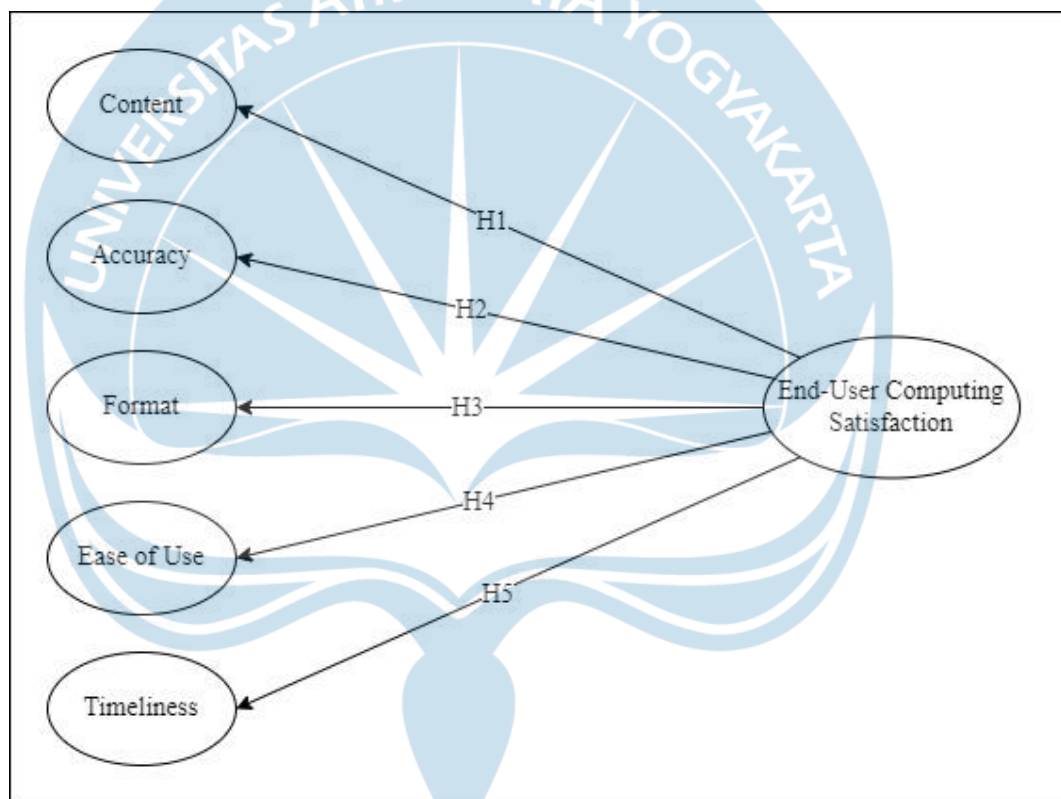 UNIVERSITAS ATMA JAYA YOGYAKARTA
Content
H1
Accuracy
H2
Format
H3
End-User Computing
Satisfaction
H4
Ease of Use
H5
Timeliness